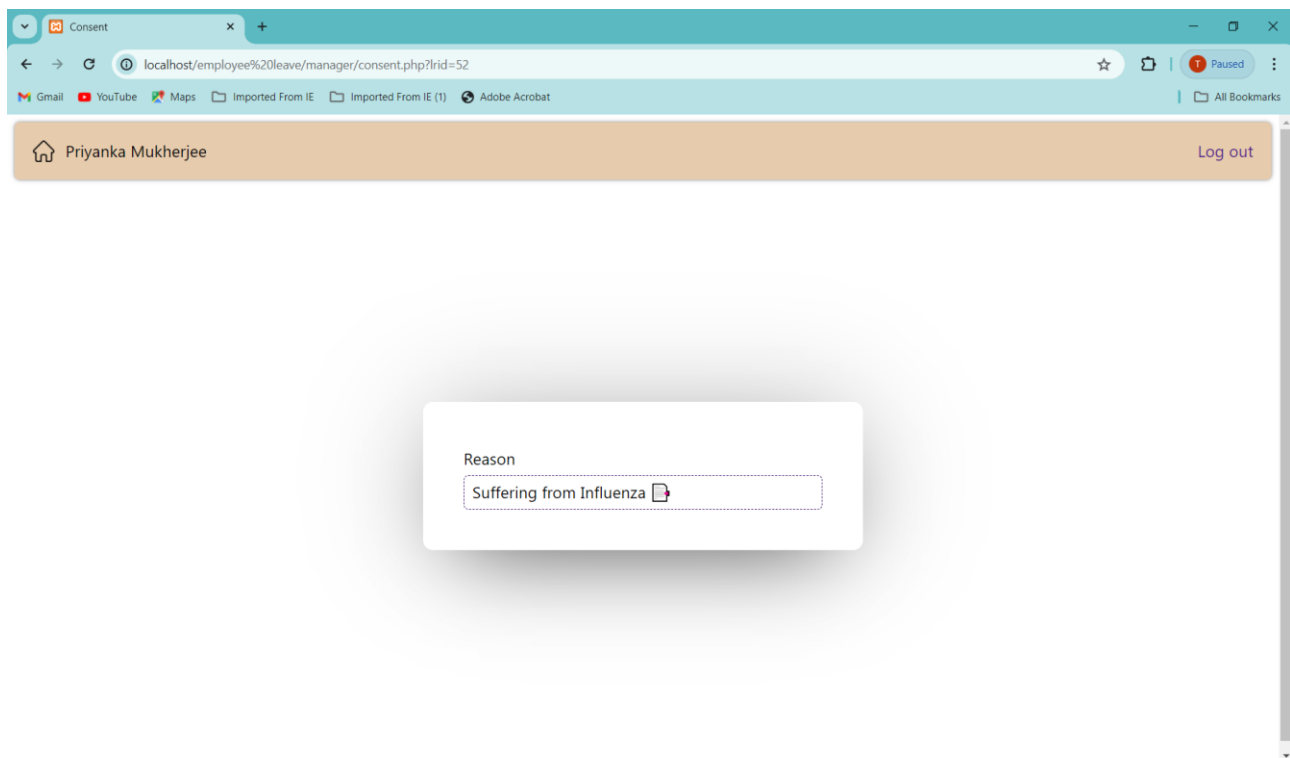 Consent
localhost/employee%20leave/manager/consent.php?lrid=52
T Paused
Gmail YouTube Maps Imported From IE Imported From IE (1) Adobe Acrobat All Bookmarks
Priyanka Mukherjee Log out
Reason
Suffering from Influenza